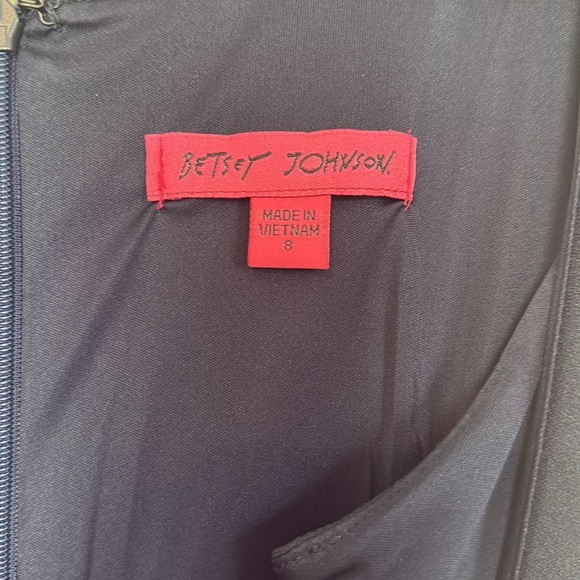 BETSEY JOHNSON.
MADE IN
VIETNAM
8